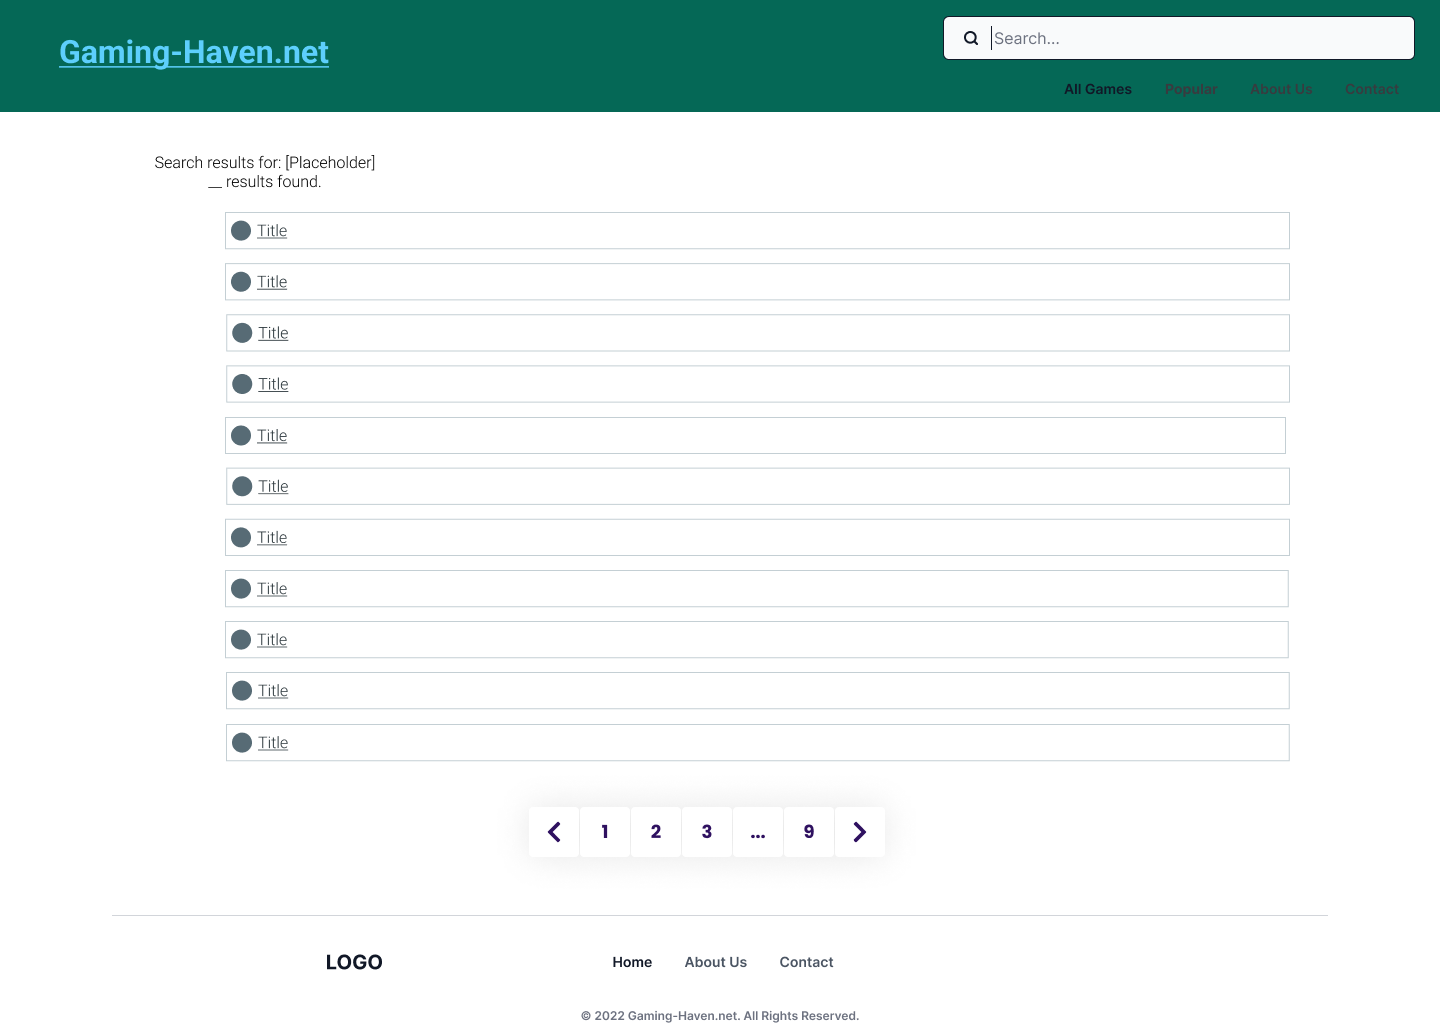 Gaming-Haven.net
Search...
All Games Popular About Us Contact
Search results for: [Placeholder]
__ results found.
Title
Title
Title
Title
Title
Title
Title
Title
Title
Title
Title
1 2 3 ... 9
LOGO Home About Us Contact
© 2022 Gaming-Haven.net. All Rights Reserved.